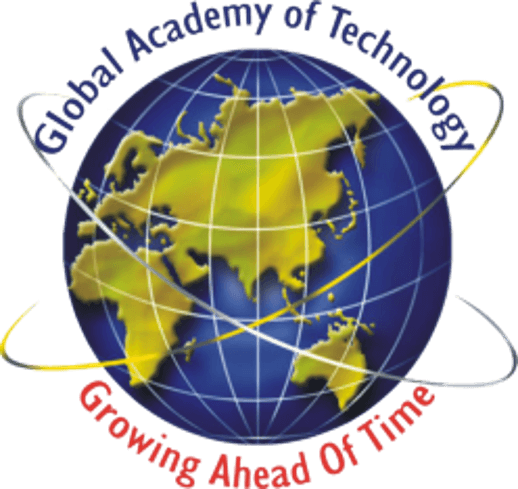 Global Academy of Technology
Growing Ahead Of Time